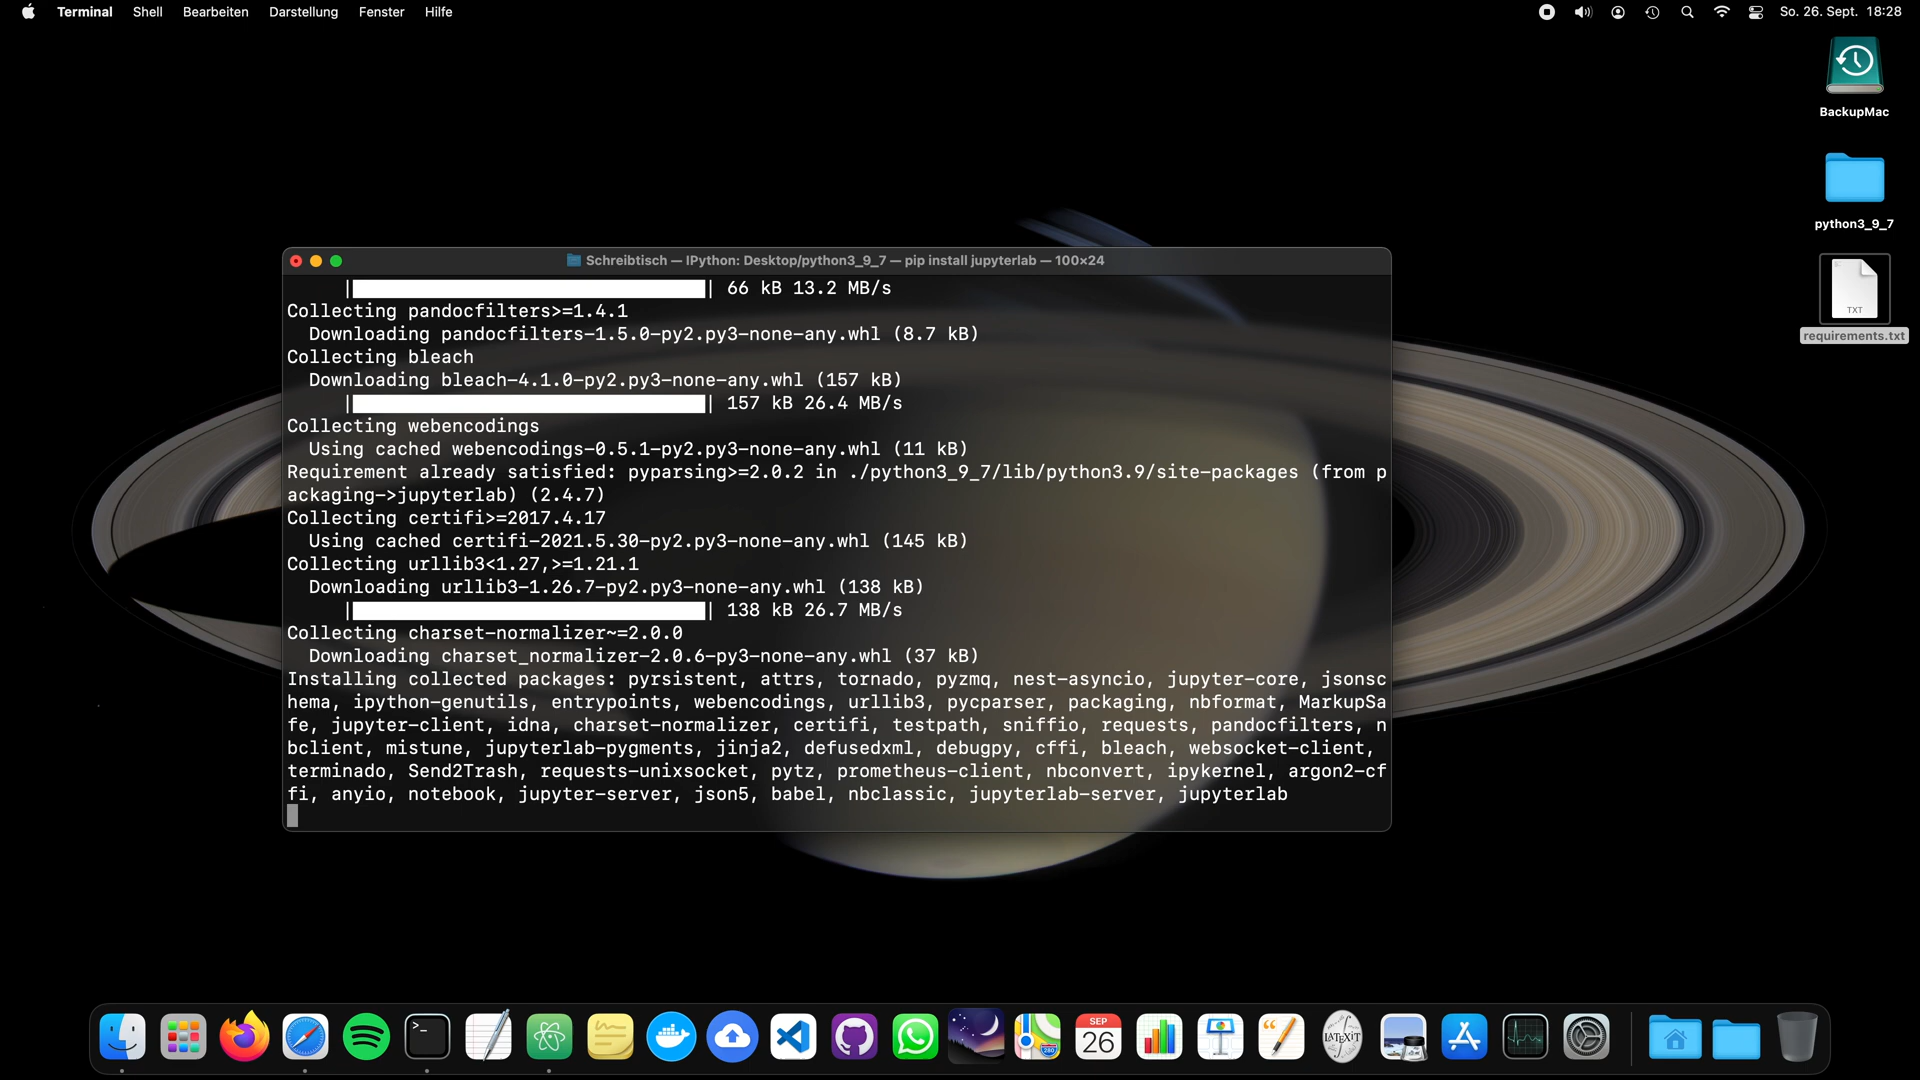 Terminal Shell Bearbeiten Darstellung Fenster Hilfe So. 26. Sept. 18:28
BackupMac
python3_9_7
TXT
requirements.txt
Schreibtisch — IPython: Desktop/python3_9_7 — pip install jupyterlab — 100×24
| | 66 kB 13.2 MB/s
Collecting pandocfilters>=1.4.1
Downloading pandocfilters-1.5.0-py2.py3-none-any.whl (8.7 kB)
Collecting bleach
Downloading bleach-4.1.0-py2.py3-none-any.whl (157 kB)
| | 157 kB 26.4 MB/s
Collecting webencodings
Using cached webencodings-0.5.1-py2.py3-none-any.whl (11 kB)
Requirement already satisfied: pyparsing>=2.0.2 in ./python3_9_7/lib/python3.9/site-packages (from p
ackaging->jupyterlab) (2.4.7)
Collecting certifi>=2017.4.17
Using cached certifi-2021.5.30-py2.py3-none-any.whl (145 kB)
Collecting urllib3<1.27,>=1.21.1
Downloading urllib3-1.26.7-py2.py3-none-any.whl (138 kB)
| | 138 kB 26.7 MB/s
Collecting charset-normalizer~=2.0.0
Downloading charset_normalizer-2.0.6-py3-none-any.whl (37 kB)
Installing collected packages: pyrsistent, attrs, tornado, pyzmq, nest-asyncio, jupyter-core, jsonsc
hema, ipython-genutils, entrypoints, webencodings, urllib3, pycparser, packaging, nbformat, MarkupSa
fe, jupyter-client, idna, charset-normalizer, certifi, testpath, sniffio, requests, pandocfilters, n
bclient, mistune, jupyterlab-pygments, jinja2, defusedxml, debugpy, cffi, bleach, websocket-client,
terminado, Send2Trash, requests-unixsocket, pytz, prometheus-client, nbconvert, ipykernel, argon2-cf
fi, anyio, notebook, jupyter-server, json5, babel, nbclassic, jupyterlab-server, jupyterlab
>_
280
SEP
26
LATEXiT